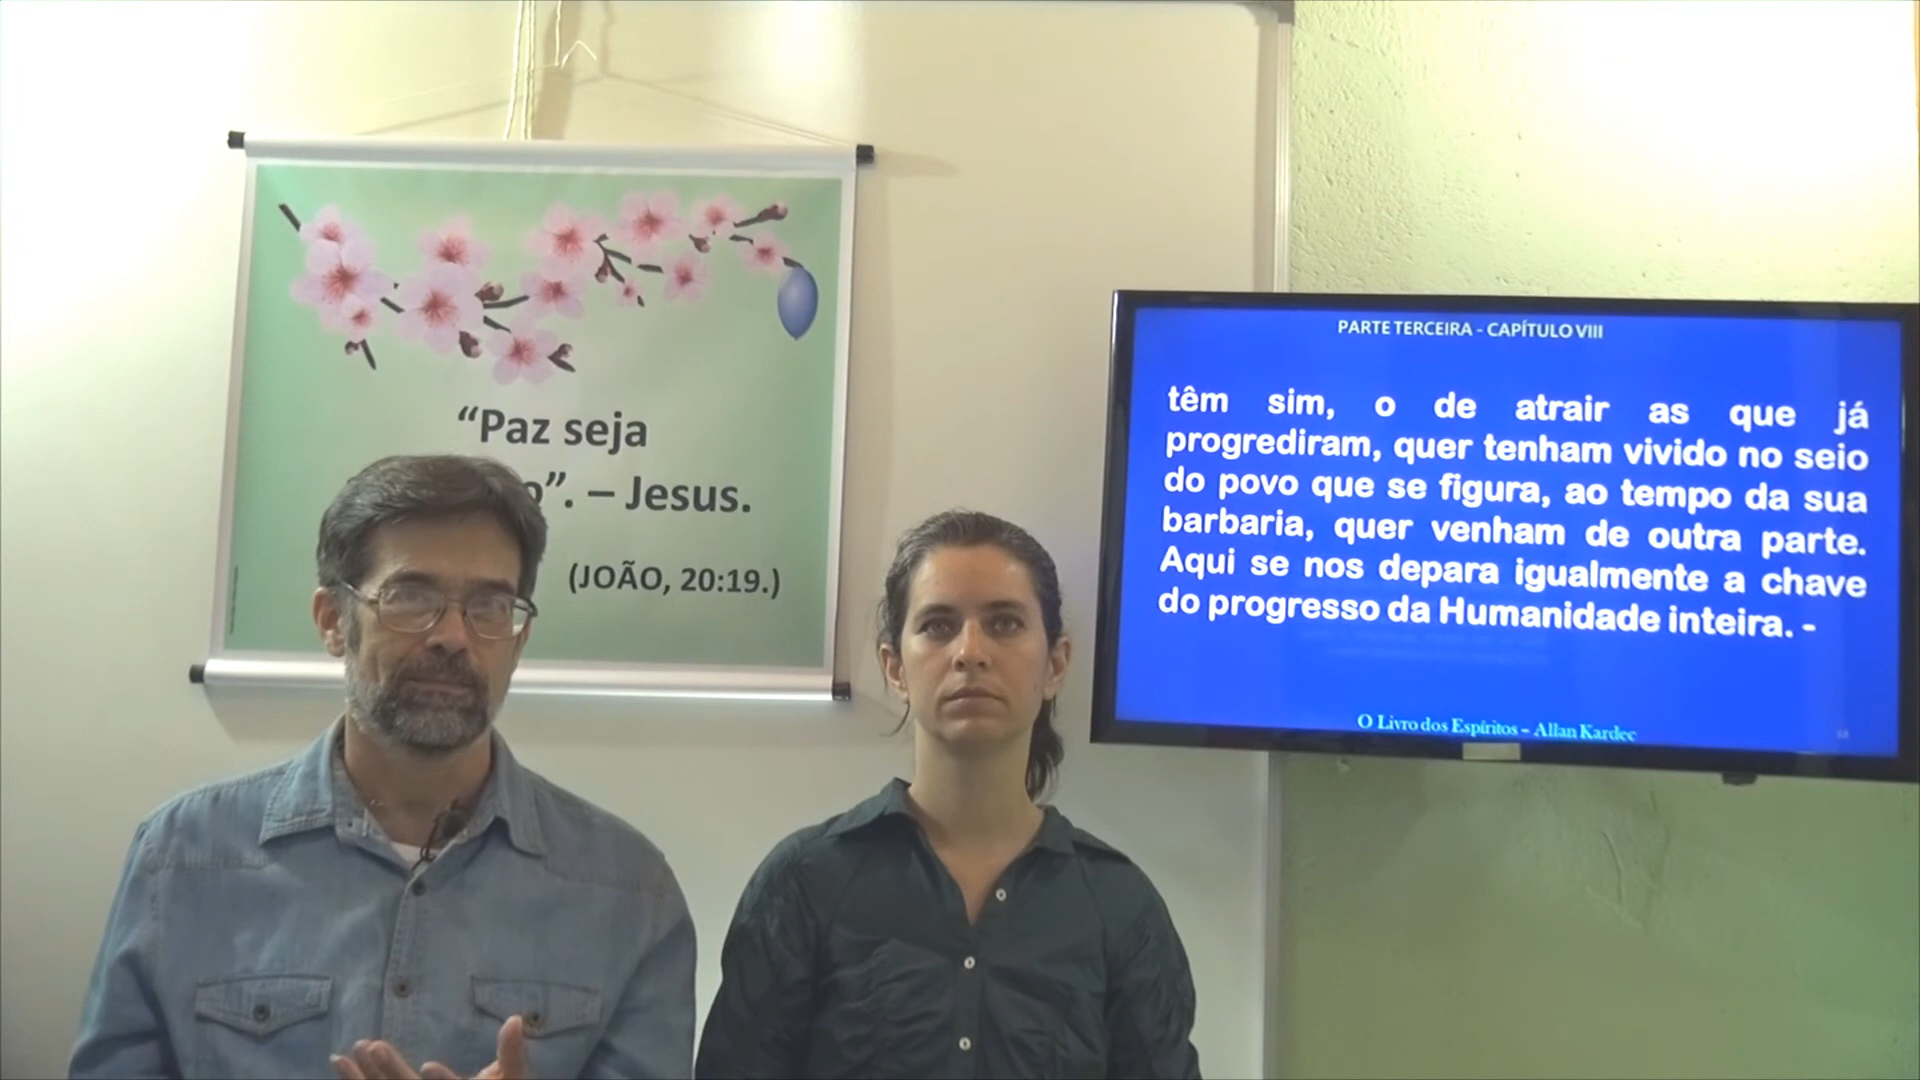 “Paz seja
”. – Jesus.
(JOÃO, 20:19.)
PARTE TERCEIRA - CAPÍTULO VIII
têm sim, o de atrair as que já
progrediram, quer tenham vivido no seio
do povo que se figura, ao tempo da sua
barbaria, quer venham de outra parte.
Aqui se nos depara igualmente a chave
do progresso da Humanidade inteira. -
O Livro dos Espíritos – Allan Kardec